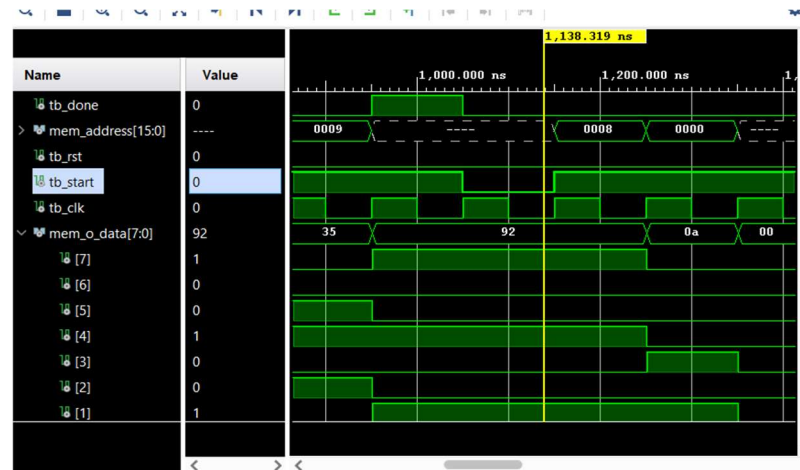 1,138.319 ns
Name Value 1,000.000 ns 1,200.000 ns 1,
tb_done 0
mem_address[15:0] ---- 0009 ---- 0008 0000 ----
tb_rst 0
tb_start 0
tb_clk 0
mem_o_data[7:0] 92 35 92 0a 00
[7] 1
[6] 0
[5] 0
[4] 1
[3] 0
[2] 0
[1] 1